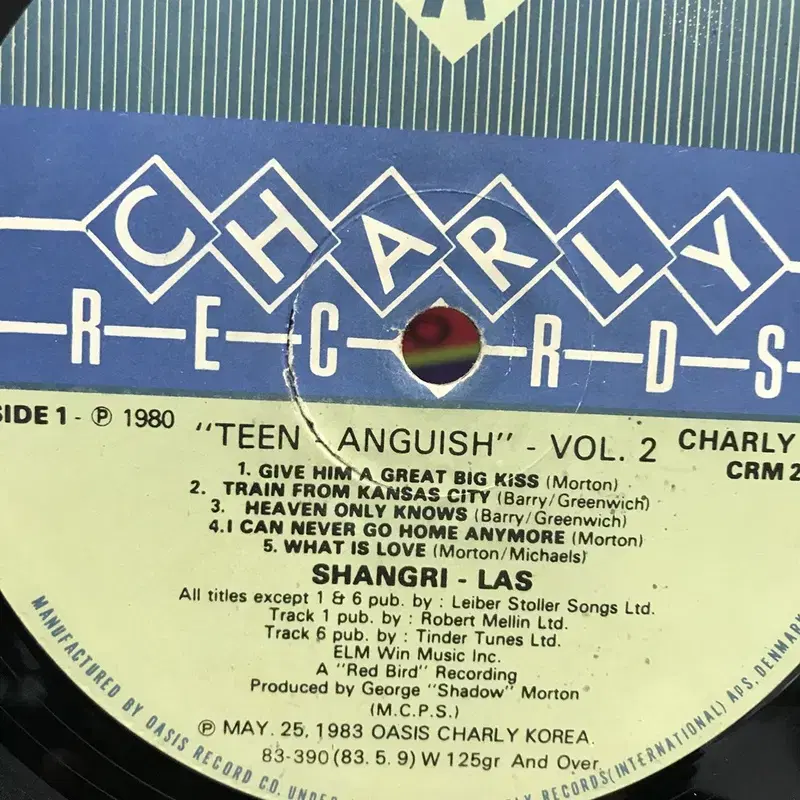 CHARLY
RECORDS
SIDE 1 - ℗ 1980
"TEEN - ANGUISH" - VOL. 2
CHARLY
CRM 2
1. GIVE HIM A GREAT BIG KISS (Morton)
2. TRAIN FROM KANSAS CITY (Barry/Greenwich)
3. HEAVEN ONLY KNOWS (Barry/Greenwich)
4.I CAN NEVER GO HOME ANYMORE (Morton)
5. WHAT IS LOVE (Morton/Michaels)
SHANGRI - LAS
All titles except 1 & 6 pub. by : Leiber Stoller Songs Ltd.
Track 1 pub. by : Robert Mellin Ltd.
Track 6 pub. by : Tinder Tunes Ltd.
ELM Win Music Inc.
A "Red Bird" Recording
Produced by George "Shadow" Morton
(M.C.P.S.)
℗ MAY. 25, 1983 OASIS CHARLY KOREA.
83-390 (83. 5. 9) W 125gr And Over.
MANUFACTURED BY OASIS RECORD CO. UNDER
RECORDS (INTERNATIONAL) ApS, DENMARK